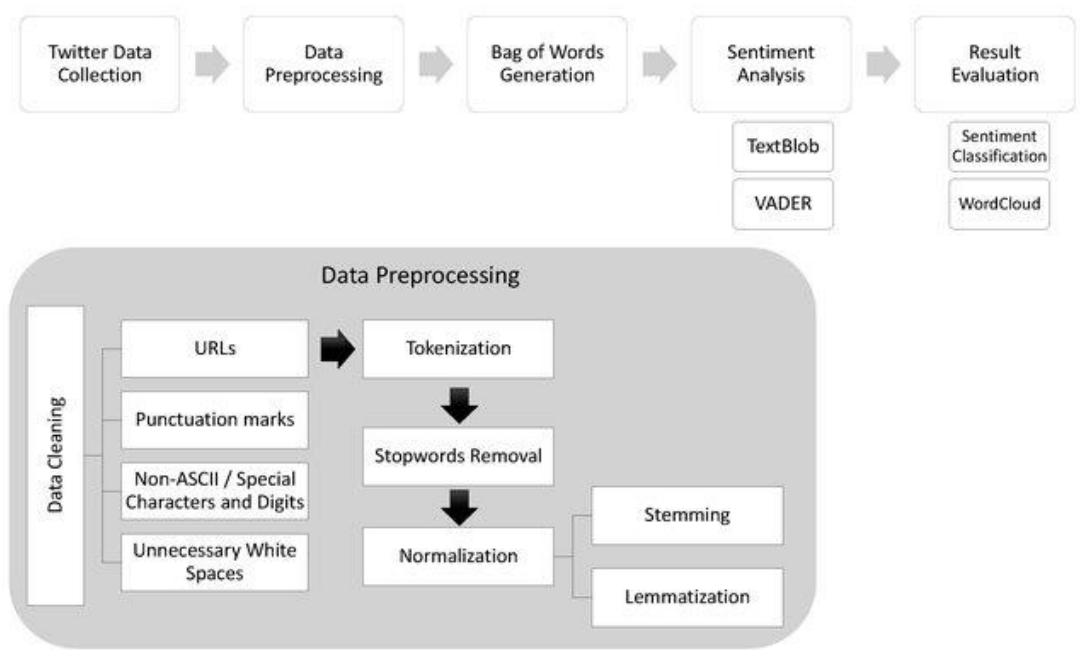 Twitter Data
Collection
Data
Preprocessing
Bag of Words
Generation
Sentiment
Analysis
Result
Evaluation
TextBlob
VADER
Sentiment
Classification
WordCloud
Data Preprocessing
Data Cleaning
URLs
Punctuation marks
Non-ASCII / Special
Characters and Digits
Unnecessary White
Spaces
Tokenization
Stopwords Removal
Normalization
Stemming
Lemmatization